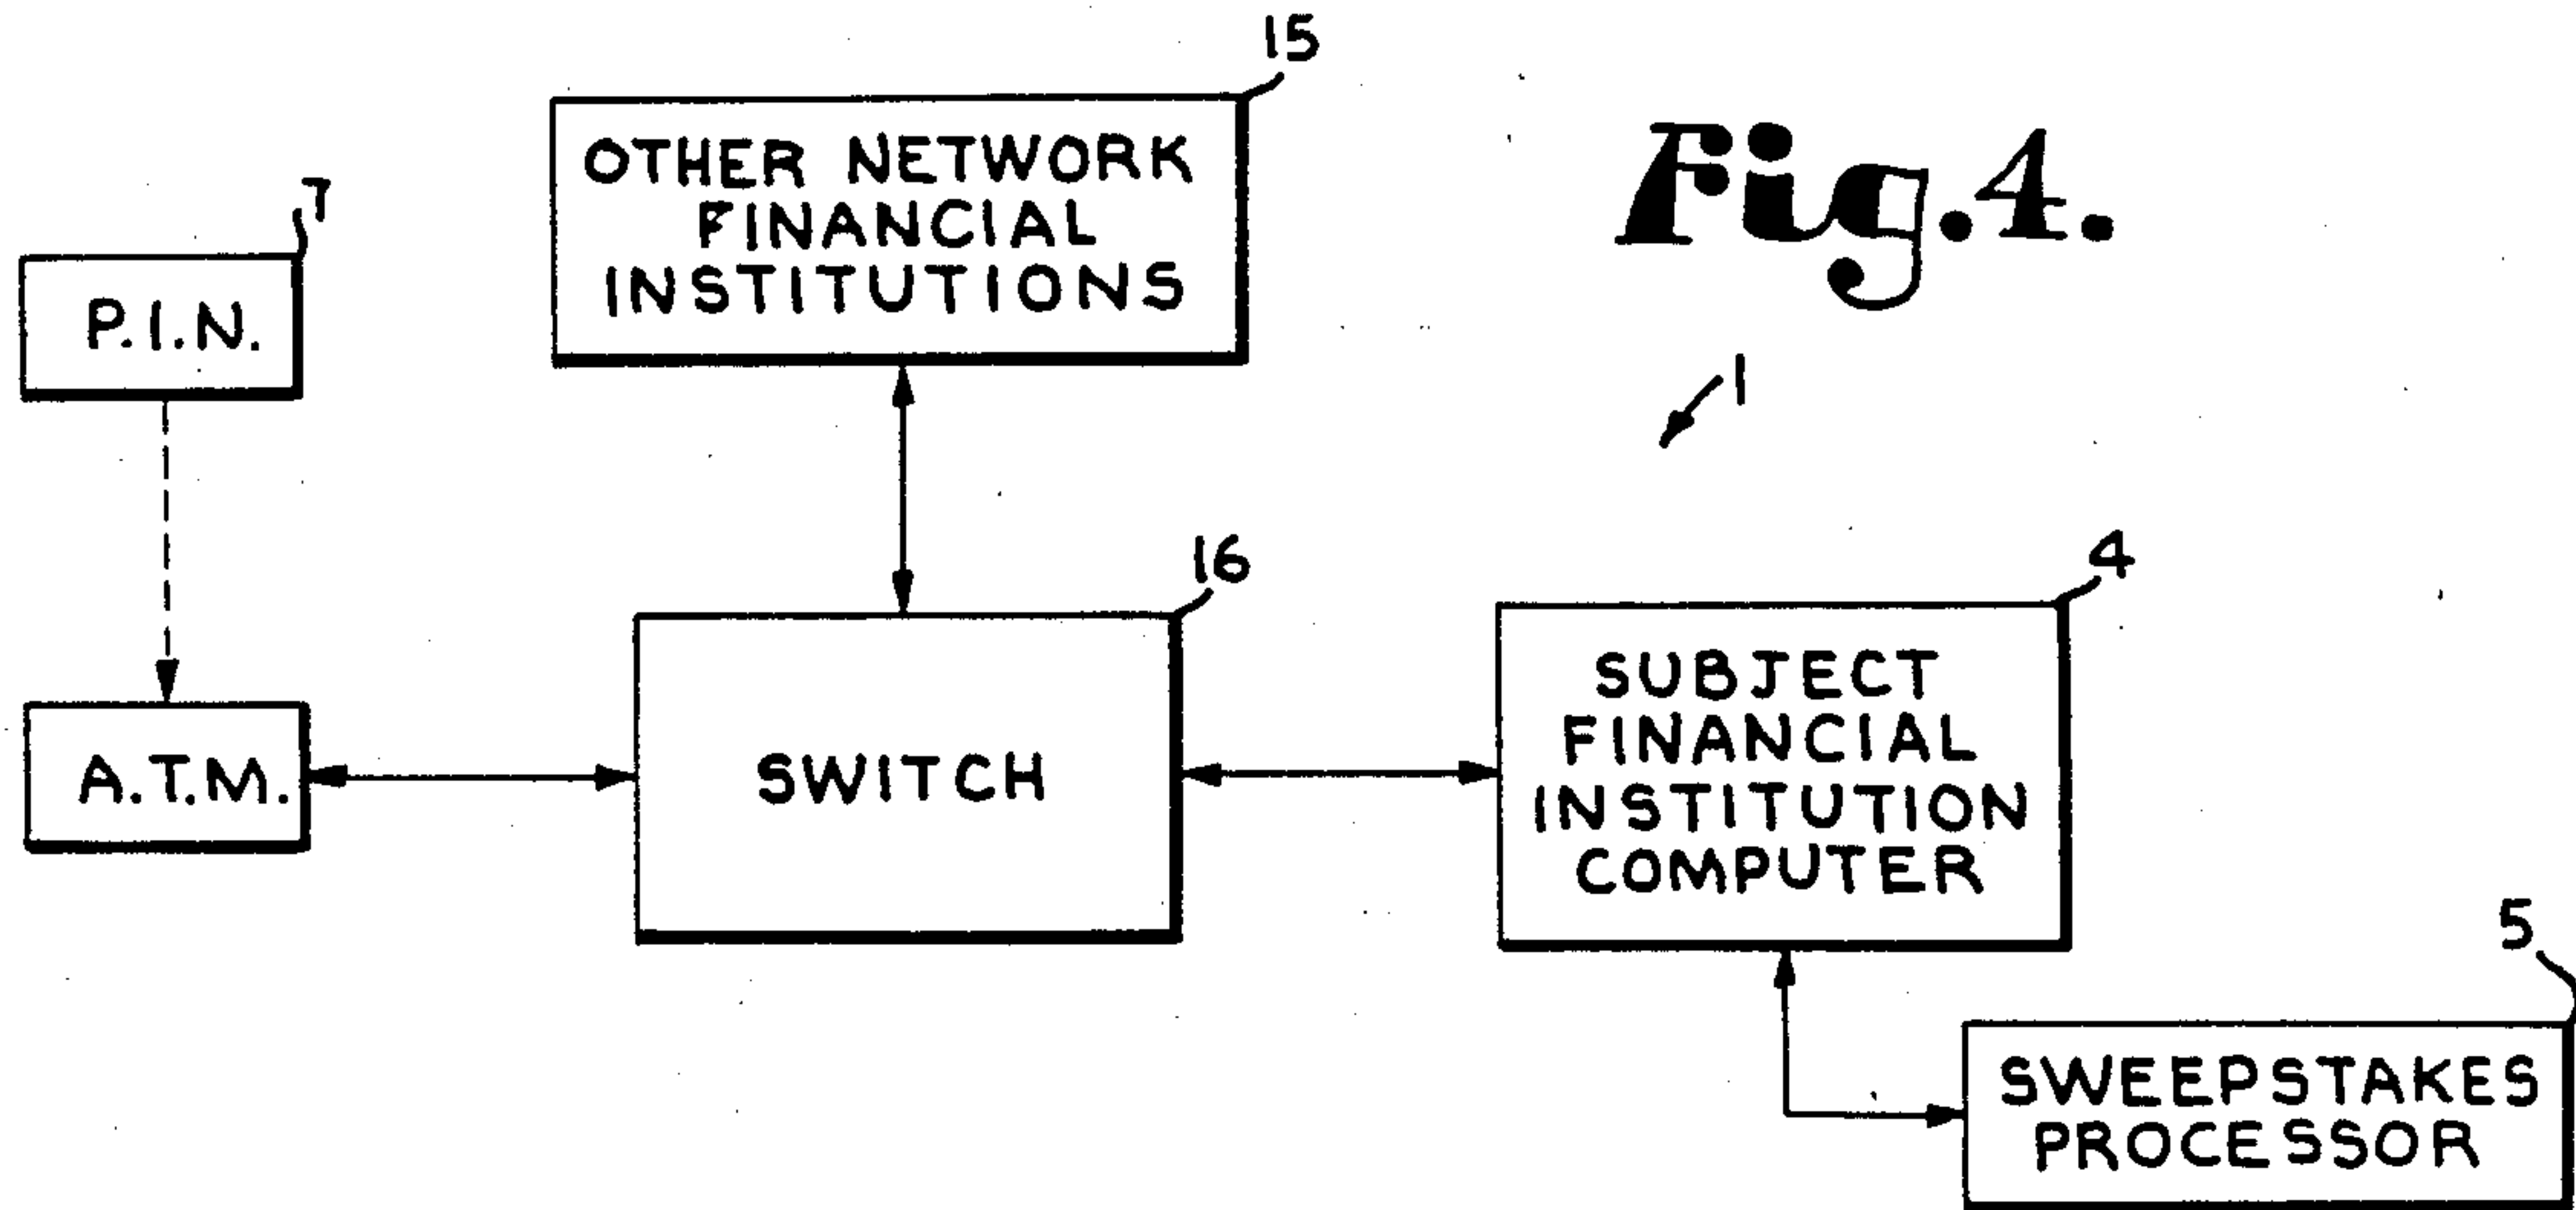 15
OTHER NETWORK
FINANCIAL
INSTITUTIONS
Fig.4.
7
P.I.N.
1
16
4
A.T.M.
SWITCH
SUBJECT
FINANCIAL
INSTITUTION
COMPUTER
5
SWEEPSTAKES
PROCESSOR